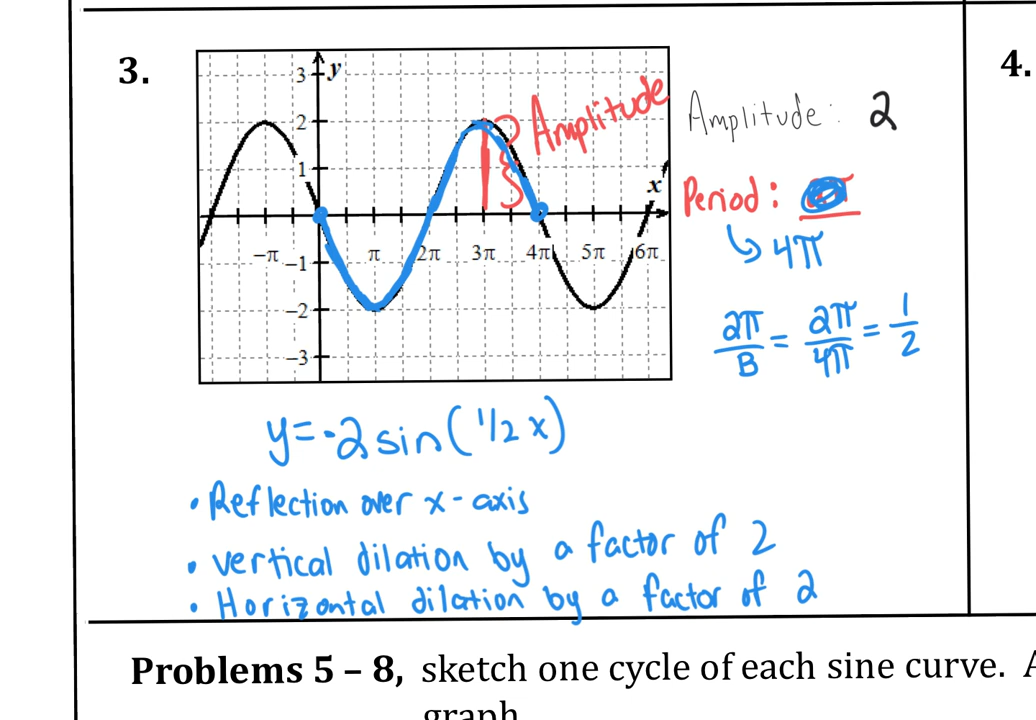 3.
4.
y
3
2
1
x
−π
π
2π
3π
4π
5π
6π
−1
−2
−3
Amplitude
Amplitude: 2
Period:
4π
2π/B = 2π/4π = 1/2
y=-2sin(1/2 x)
• Reflection over x-axis
• vertical dilation by a factor of 2
• Horizontal dilation by a factor of 2
Problems 5 – 8, sketch one cycle of each sine curve. A
graph